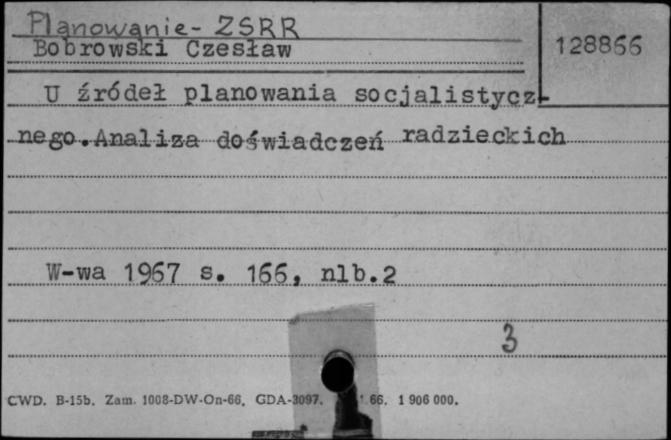 Planowanie - ZSRR
Bobrowski Czesław
128866
U źródeł planowania socjalistycz-
nego.Analiza doświadczeń radzieckich
W-wa 1967 s. 166, nlb.2
3
CWD. B-15b. Zam. 1008-DW-On-66. GDA-3097. 66. 1 906 000.